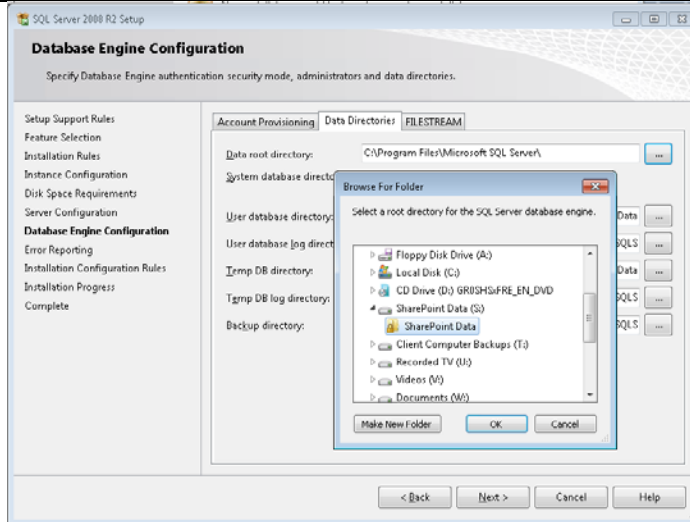 SQL Server 2008 R2 Setup
Database Engine Configuration
Specify Database Engine authentication security mode, administrators and data directories.
Setup Support Rules
Feature Selection
Installation Rules
Instance Configuration
Disk Space Requirements
Server Configuration
Database Engine Configuration
Error Reporting
Installation Configuration Rules
Installation Progress
Complete
Account Provisioning Data Directories FILESTREAM
Data root directory: C:\Program Files\Microsoft SQL Server\ ...
System database directo
User database directory: Data ...
User database log direct SQLS ...
Temp DB directory: Data ...
Temp DB log directory: SQLS ...
Backup directory: SQLS ...
Browse For Folder
Select a root directory for the SQL Server database engine.
Floppy Disk Drive (A:)
Local Disk (C:)
CD Drive (D:) GR0SHSxFRE_EN_DVD
SharePoint Data (S:)
SharePoint Data
Client Computer Backups (T:)
Recorded TV (U:)
Videos (V:)
Documents (W:)
Make New Folder OK Cancel
< Back Next > Cancel Help